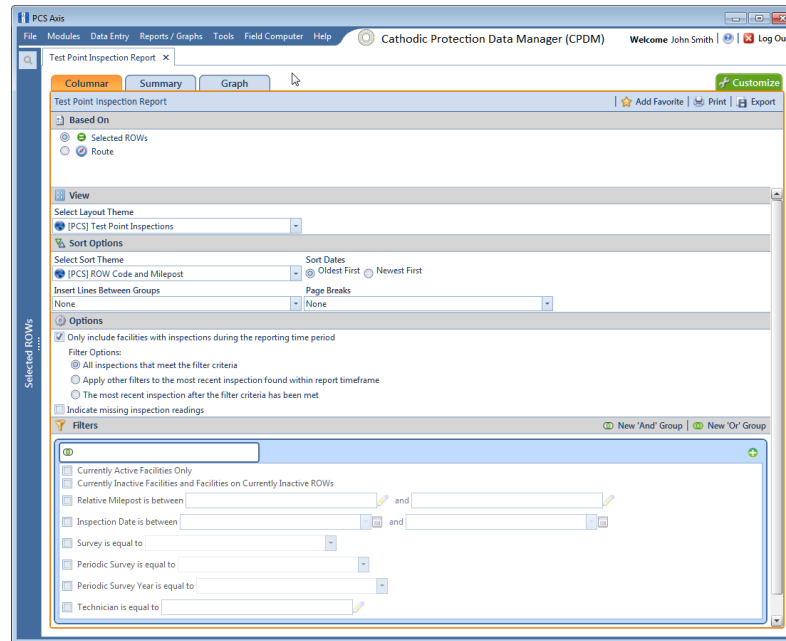 PCS Axis
File Modules Data Entry Reports / Graphs Tools Field Computer Help Cathodic Protection Data Manager (CPDM) Welcome John Smith Log Ou
Test Point Inspection Report
Columnar Summary Graph Customize
Test Point Inspection Report Add Favorite Print Export
Based On
Selected ROWs
Route
View
Select Layout Theme
[PCS] Test Point Inspections
Sort Options
Select Sort Theme Sort Dates
[PCS] ROW Code and Milepost Oldest First Newest First
Insert Lines Between Groups Page Breaks
None None
Options
Only include facilities with inspections during the reporting time period
Filter Options:
All inspections that meet the filter criteria
Apply other filters to the most recent inspection found within report timeframe
The most recent inspection after the filter criteria has been met
Indicate missing inspection readings
Selected ROWs
Filters New 'And' Group New 'Or' Group
Currently Active Facilities Only
Currently Inactive Facilities and Facilities on Currently Inactive ROWs
Relative Milepost is between and
Inspection Date is between and
Survey is equal to
Periodic Survey is equal to
Periodic Survey Year is equal to
Technician is equal to